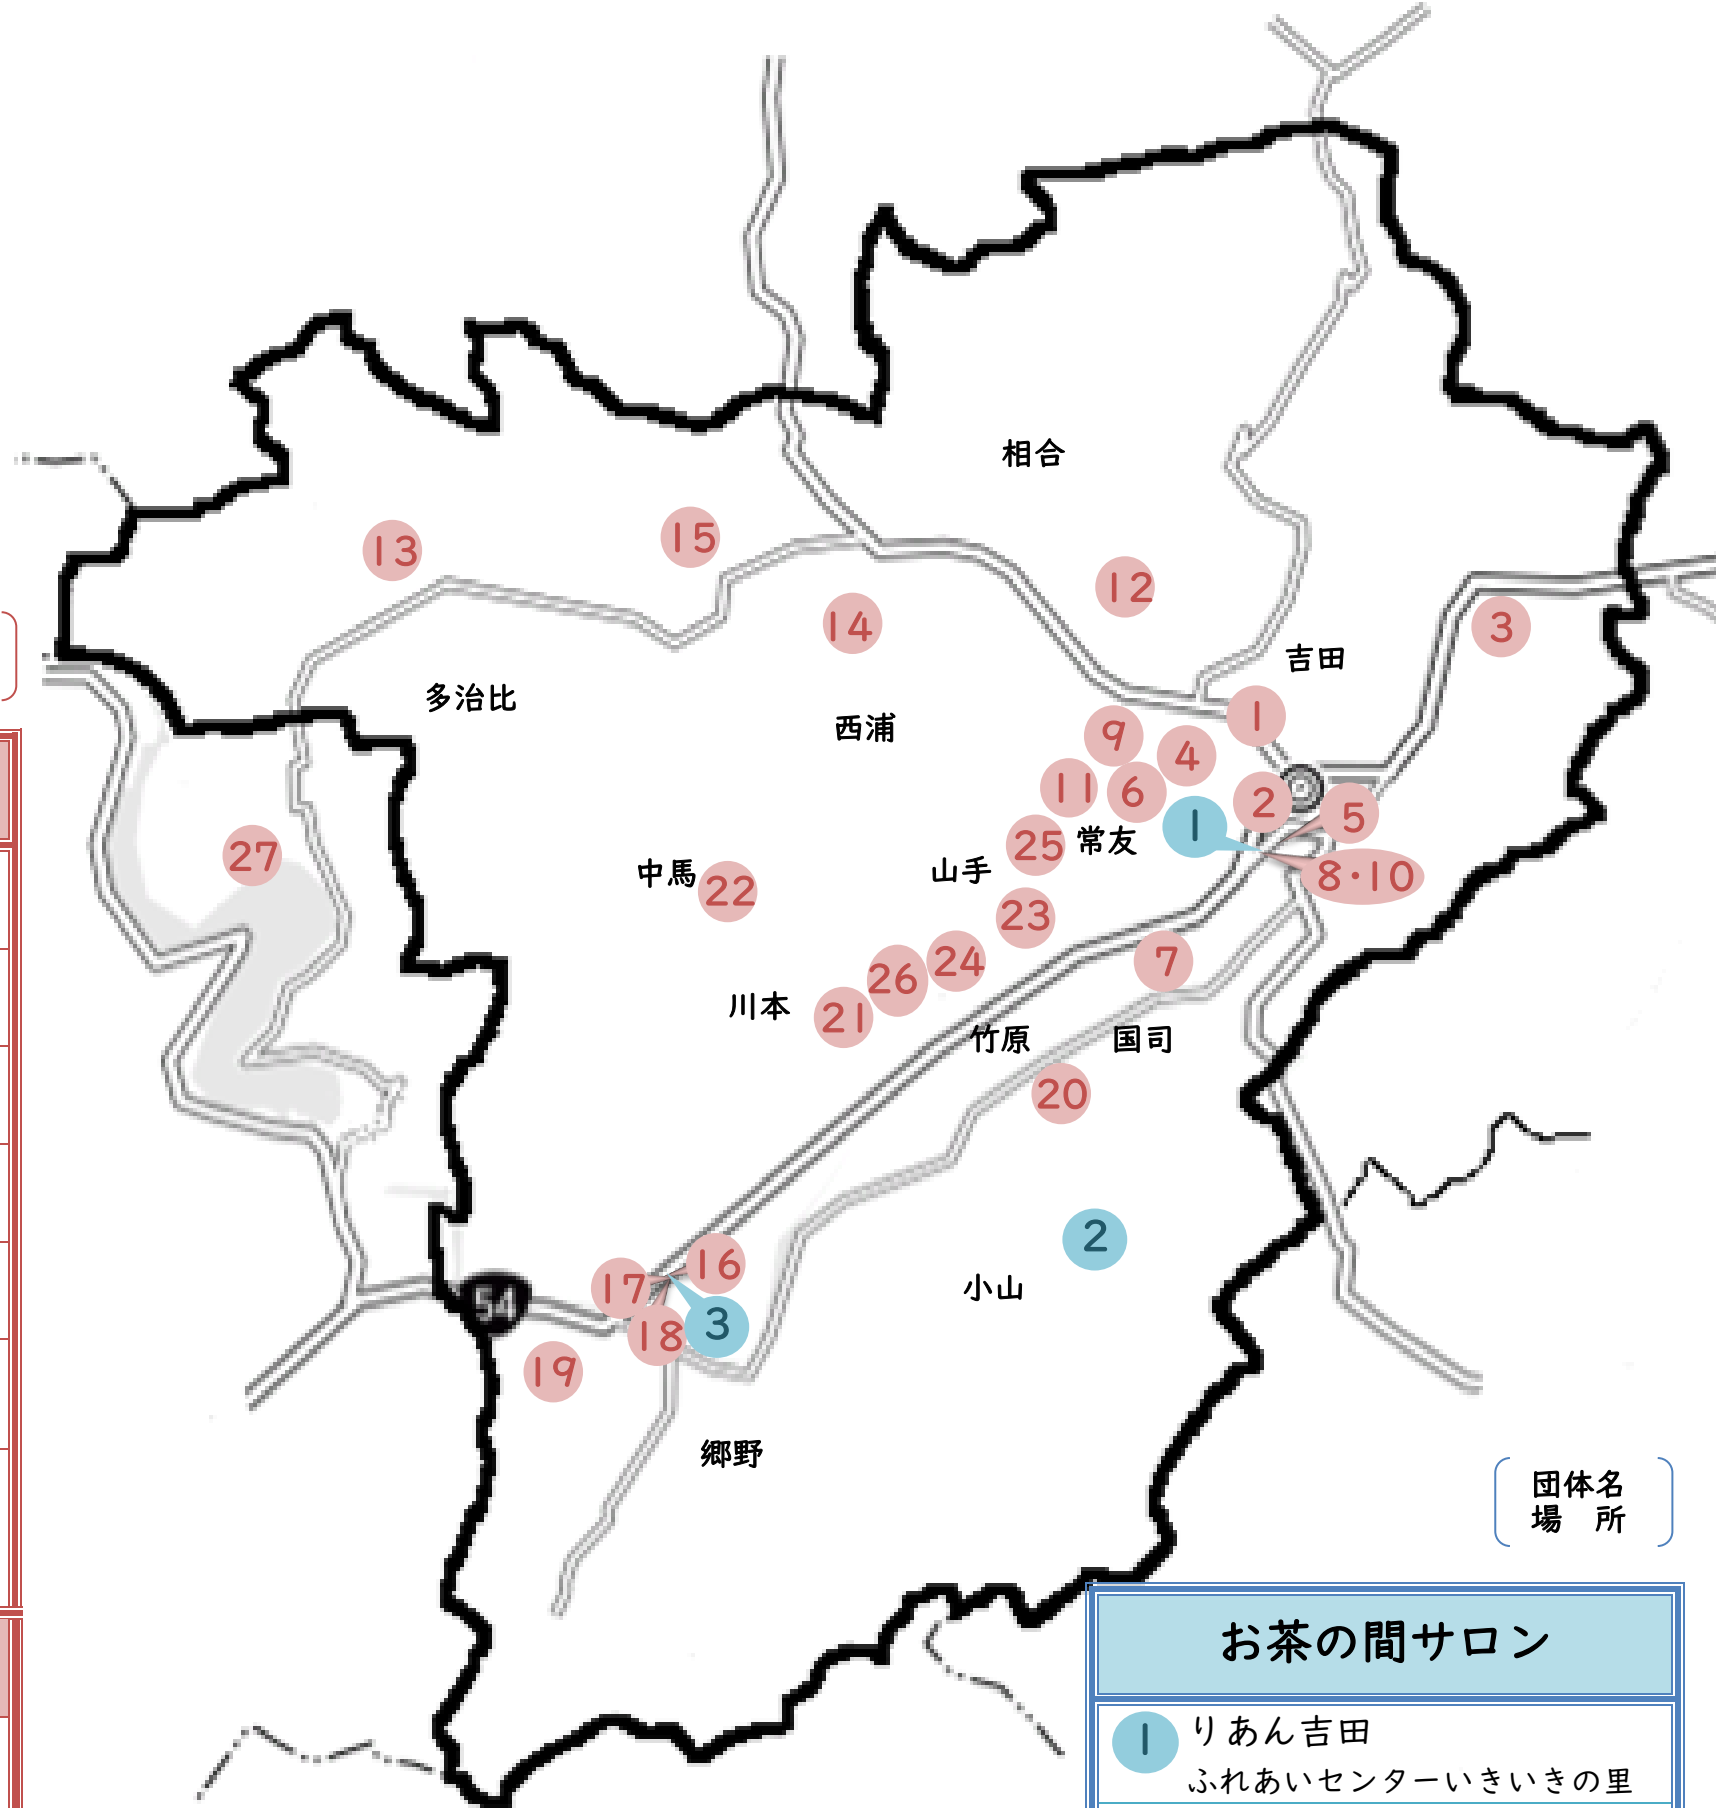 相合
13
15
12
14
3
吉田
多治比
西浦
1
9
4
11
6
2
5
1
常友
25
27
山手
8・10
中馬
22
23
24
7
26
川本
21
竹原
国司
20
2
16
17
小山
54
3
18
19
郷野
団体名
場　所
お茶の間サロン
1 りあん吉田
ふれあいセンターいきいきの里